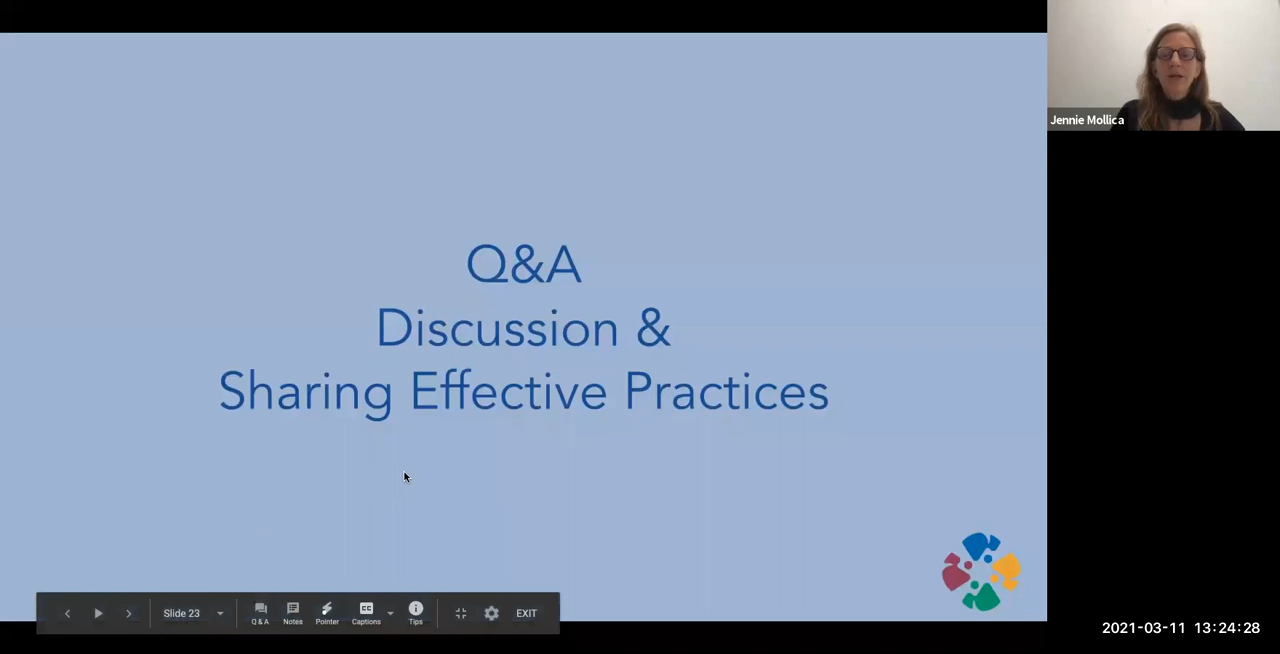 Jennie Mollica
Q&A
Discussion &
Sharing Effective Practices
Slide 23
Q & A
Notes
Pointer
CC
Captions
Tips
EXIT
2021-03-11 13:24:28